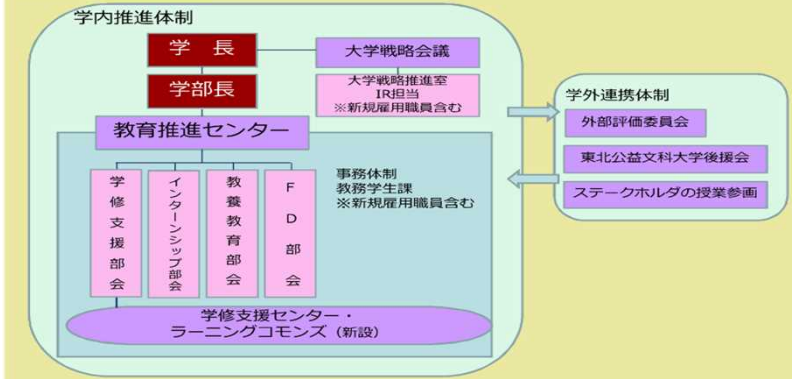 学内推進体制
学 長
大学戦略会議
学部長
大学戦略推進室
IR担当
※新規雇用職員含む
教育推進センター
学修支援部会
インターンシップ部会
教養教育部会
FD部会
事務体制
教務学生課
※新規雇用職員含む
学修支援センター・
ラーニングコモンズ（新設）
学外連携体制
外部評価委員会
東北公益文科大学後援会
ステークホルダの授業参画